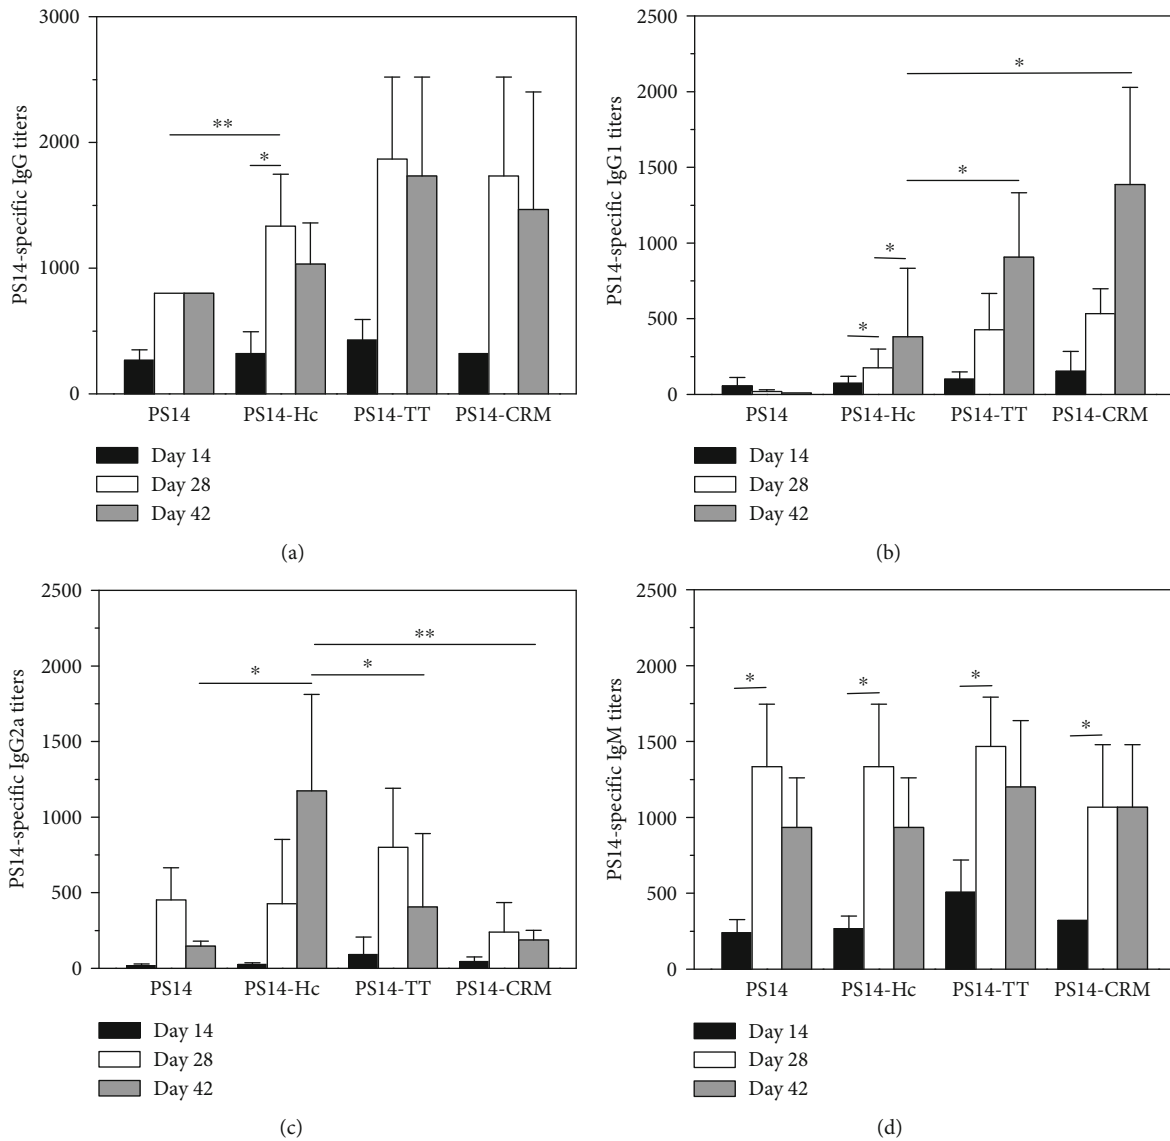 3000
2000
1000
0
PS14-specific IgG titers
**
*
PS14
PS14-Hc
PS14-TT
PS14-CRM
Day 14
Day 28
Day 42
(a)
2500
2000
1500
1000
500
0
PS14-specific IgG1 titers
*
*
*
*
PS14
PS14-Hc
PS14-TT
PS14-CRM
Day 14
Day 28
Day 42
(b)
2500
2000
1500
1000
500
0
PS14-specific IgG2a titers
**
*
*
PS14
PS14-Hc
PS14-TT
PS14-CRM
Day 14
Day 28
Day 42
(c)
2500
2000
1500
1000
500
0
PS14-specific IgM titers
*
*
*
*
PS14
PS14-Hc
PS14-TT
PS14-CRM
Day 14
Day 28
Day 42
(d)